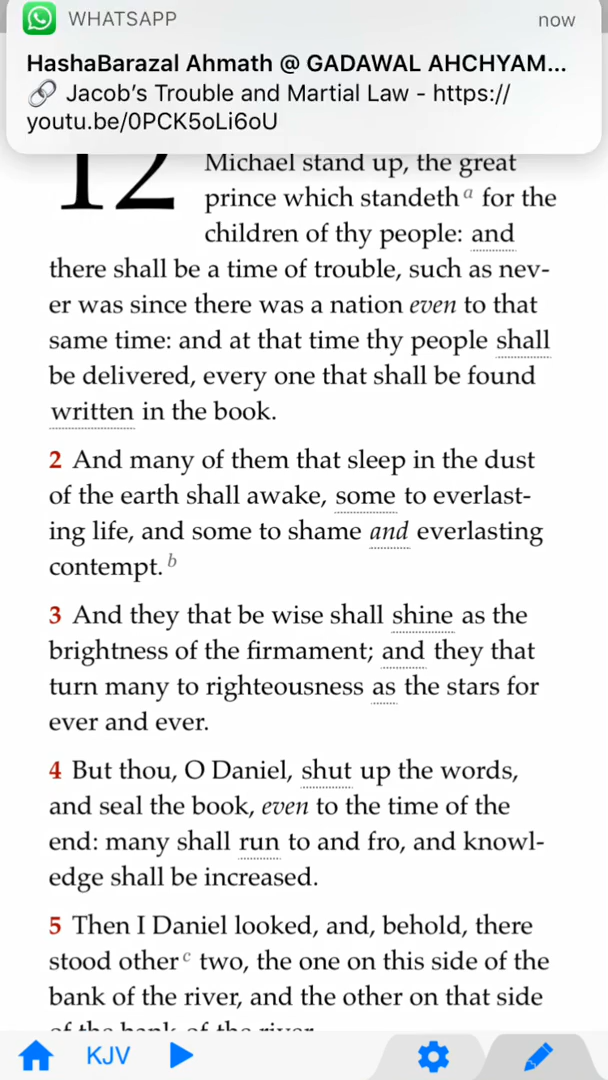 WHATSAPP now
HashaBarazal Ahmath @ GADAWAL AHCHYAM...
🔗 Jacob’s Trouble and Martial Law - https://
youtu.be/0PCK5oLi6oU
12 Michael stand up, the great
prince which standeth a for the
children of thy people: and
there shall be a time of trouble, such as nev-
er was since there was a nation even to that
same time: and at that time thy people shall
be delivered, every one that shall be found
written in the book.
2 And many of them that sleep in the dust
of the earth shall awake, some to everlast-
ing life, and some to shame and everlasting
contempt. b
3 And they that be wise shall shine as the
brightness of the firmament; and they that
turn many to righteousness as the stars for
ever and ever.
4 But thou, O Daniel, shut up the words,
and seal the book, even to the time of the
end: many shall run to and fro, and knowl-
edge shall be increased.
5 Then I Daniel looked, and, behold, there
stood other c two, the one on this side of the
bank of the river, and the other on that side
of the bank of the river.
KJV